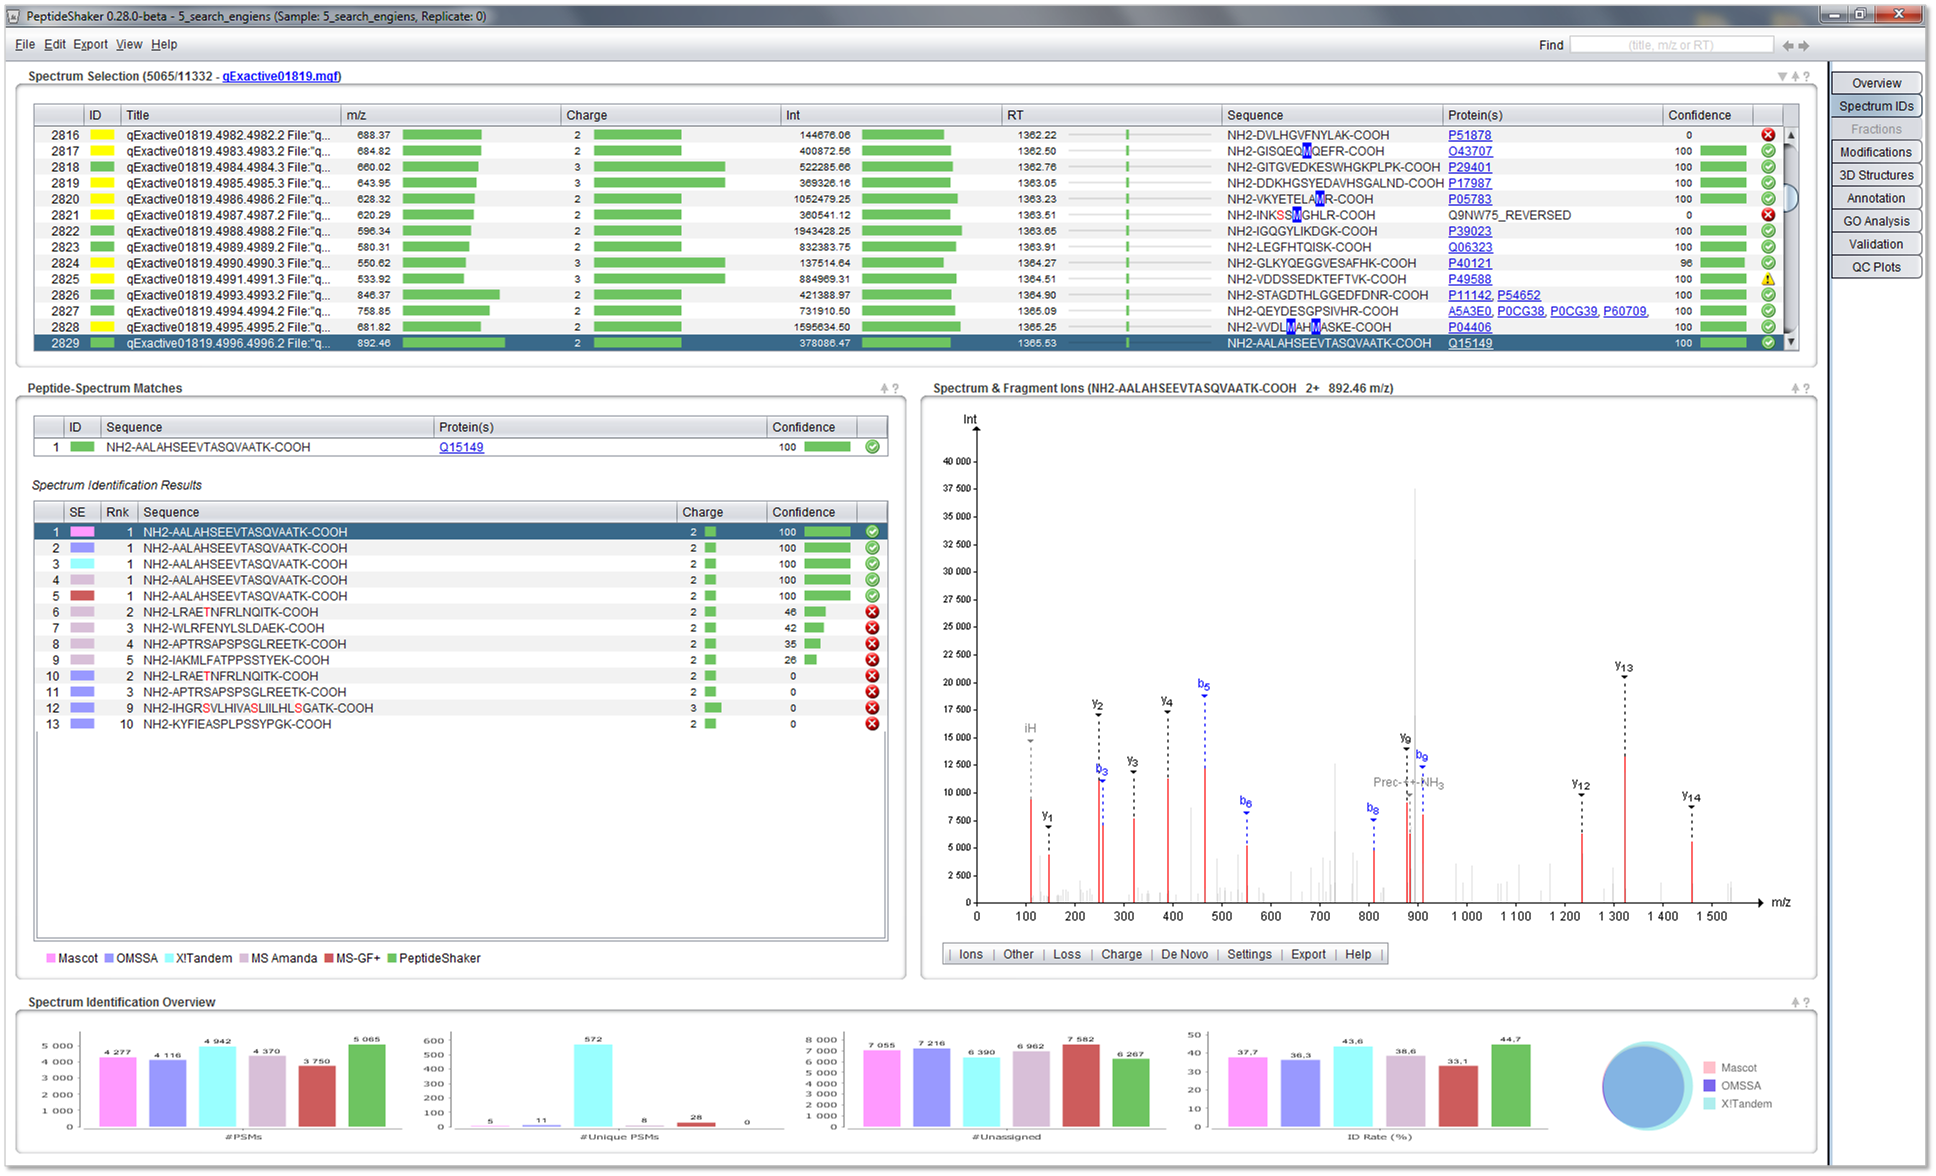 PeptideShaker 0.28.0-beta - 5_search_engiens (Sample: 5_search_engiens, Replicate: 0)
File Edit Export View Help Find (title, m/z or RT)
Spectrum Selection (5065/11332 - qExactive01819.mgf)
ID Title m/z Charge Int RT Sequence Protein(s) Confidence
2816 qExactive01819.4982.4982.2 File:"q... 688.37 2 144676.06 1362.22 NH2-DVLHGVFNYLAK-COOH P51878 0
2817 qExactive01819.4983.4983.2 File:"q... 684.82 2 400872.56 1362.50 NH2-GISQEQMQEFR-COOH O43707 100
2818 qExactive01819.4984.4984.3 File:"q... 660.02 3 522285.66 1362.76 NH2-GITGVEDKESWHGKPLPK-COOH P29401 100
2819 qExactive01819.4985.4985.3 File:"q... 643.95 3 369326.16 1363.05 NH2-DDKHGSYEDAVHSGALND-COOH P17987 100
2820 qExactive01819.4986.4986.2 File:"q... 628.32 2 1052479.25 1363.23 NH2-VKYETELAMR-COOH P05783 100
2821 qExactive01819.4987.4987.2 File:"q... 620.29 2 360541.12 1363.51 NH2-INKSSMGHLR-COOH Q9NW75_REVERSED 0
2822 qExactive01819.4988.4988.2 File:"q... 596.34 2 1943428.25 1363.65 NH2-IGQGYLIKDGK-COOH P39023 100
2823 qExactive01819.4989.4989.2 File:"q... 580.31 2 832383.75 1363.91 NH2-LEGFHTQISK-COOH Q06323 100
2824 qExactive01819.4990.4990.3 File:"q... 550.62 3 137514.64 1364.27 NH2-GLKYQEGGVESAFHK-COOH P40121 96
2825 qExactive01819.4991.4991.3 File:"q... 533.92 3 884969.31 1364.51 NH2-VDDSSEDKTEFTVK-COOH P49588 100
2826 qExactive01819.4993.4993.2 File:"q... 846.37 2 421388.97 1364.90 NH2-STAGDTHLGGEDFDNR-COOH P11142, P54652 100
2827 qExactive01819.4994.4994.2 File:"q... 758.85 2 731910.50 1365.09 NH2-QEYDESGPSIVHR-COOH A5A3E0, P0CG38, P0CG39, P60709, 100
2828 qExactive01819.4995.4995.2 File:"q... 681.82 2 1595634.50 1365.25 NH2-VVDLMAHMASKE-COOH P04406 100
2829 qExactive01819.4996.4996.2 File:"q... 892.46 2 378086.47 1365.53 NH2-AALAHSEEVTASQVAATK-COOH Q15149 100
Overview
Spectrum IDs
Fractions
Modifications
3D Structures
Annotation
GO Analysis
Validation
QC Plots
Peptide-Spectrum Matches
ID Sequence Protein(s) Confidence
1 NH2-AALAHSEEVTASQVAATK-COOH Q15149 100
Spectrum Identification Results
SE Rnk Sequence Charge Confidence
1 1 NH2-AALAHSEEVTASQVAATK-COOH 2 100
2 1 NH2-AALAHSEEVTASQVAATK-COOH 2 100
3 1 NH2-AALAHSEEVTASQVAATK-COOH 2 100
4 1 NH2-AALAHSEEVTASQVAATK-COOH 2 100
5 1 NH2-AALAHSEEVTASQVAATK-COOH 2 100
6 2 NH2-LRAETNFRLNQITK-COOH 2 46
7 3 NH2-WLRFENYLSLDAEK-COOH 2 42
8 4 NH2-APTRSAPSPSGLREETK-COOH 2 35
9 5 NH2-IAKMLFATPPSSTYEK-COOH 2 26
10 2 NH2-LRAETNFRLNQITK-COOH 2 0
11 3 NH2-APTRSAPSPSGLREETK-COOH 2 0
12 9 NH2-IHGRSVLHIVASLIILHLSGATK-COOH 3 0
13 10 NH2-KYFIEASPLPSSYPGK-COOH 2 0
Mascot OMSSA X!Tandem MS Amanda MS-GF+ PeptideShaker
Spectrum & Fragment Ions (NH2-AALAHSEEVTASQVAATK-COOH 2+ 892.46 m/z)
Int
40 000
37 500
35 000
32 500
30 000
27 500
25 000
22 500
20 000
17 500
15 000
12 500
10 000
7 500
5 000
2 500
0
iH y1 y2 b3 y3 y4 b5 b6 b8 y9 Prec-++-NH3 b9 y12 y13 y14
0 100 200 300 400 500 600 700 800 900 1 000 1 100 1 200 1 300 1 400 1 500 m/z
Ions Other Loss Charge De Novo Settings Export Help
Spectrum Identification Overview
5 000
4 000
3 000
2 000
1 000
0
4 277 4 116 4 942 4 370 3 750 5 065
#PSMs
600
500
400
300
200
100
0
5 11 572 8 28 0
#Unique PSMs
8 000
7 000
6 000
5 000
4 000
3 000
2 000
1 000
0
7 055 7 216 6 390 6 962 7 582 6 267
#Unassigned
50
40
30
20
10
0
37,7 36,3 43,6 38,6 33,1 44,7
ID Rate (%)
Mascot
OMSSA
X!Tandem